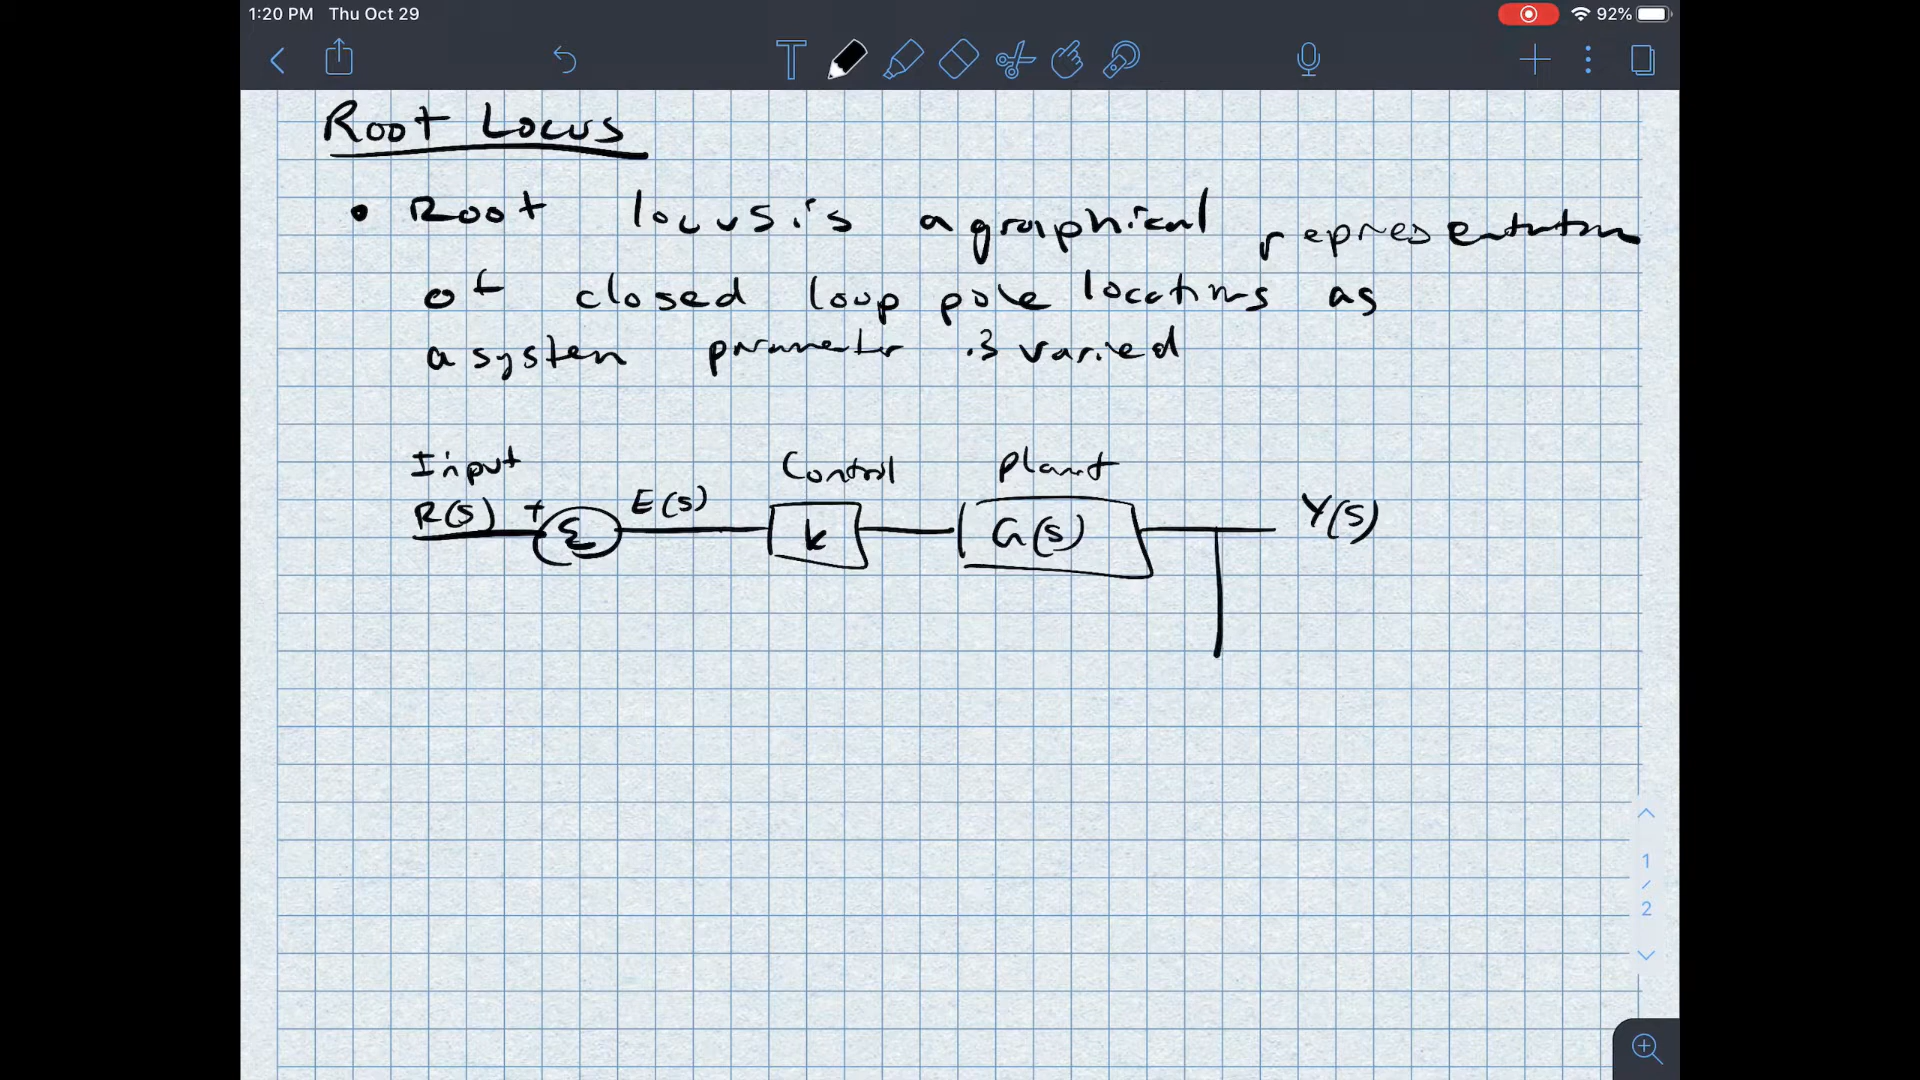 1:20 PM Thu Oct 29
92%
T
Root Locus
• Root locus is a graphical representation
of closed loop pole locations as
a system parameter is varied
Input
Control
Plant
R(s) +
Σ
E(s)
k
G(s)
Y(s)
1
/
2